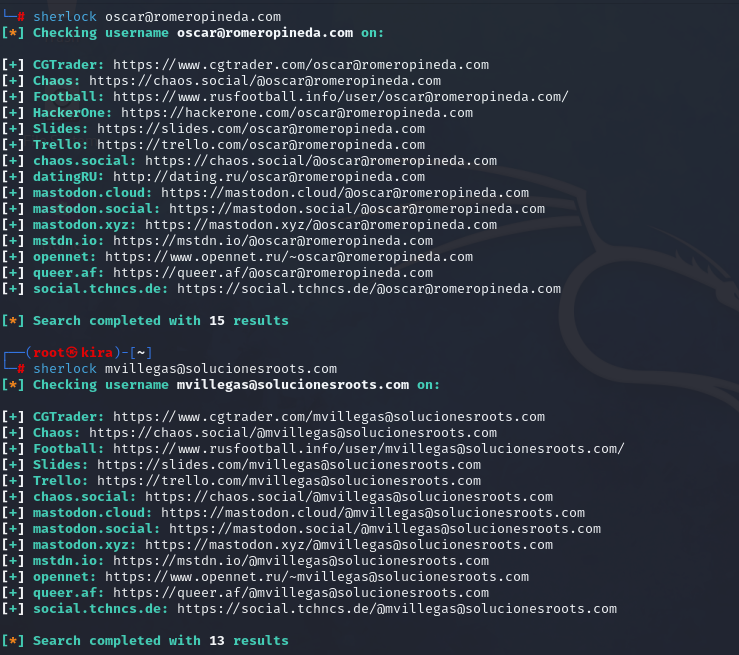 └─# sherlock oscar@romeropineda.com
[*] Checking username oscar@romeropineda.com on:
[+] CGTrader: https://www.cgtrader.com/oscar@romeropineda.com
[+] Chaos: https://chaos.social/@oscar@romeropineda.com
[+] Football: https://www.rusfootball.info/user/oscar@romeropineda.com/
[+] HackerOne: https://hackerone.com/oscar@romeropineda.com
[+] Slides: https://slides.com/oscar@romeropineda.com
[+] Trello: https://trello.com/oscar@romeropineda.com
[+] chaos.social: https://chaos.social/@oscar@romeropineda.com
[+] datingRU: http://dating.ru/oscar@romeropineda.com
[+] mastodon.cloud: https://mastodon.cloud/@oscar@romeropineda.com
[+] mastodon.social: https://mastodon.social/@oscar@romeropineda.com
[+] mastodon.xyz: https://mastodon.xyz/@oscar@romeropineda.com
[+] mstdn.io: https://mstdn.io/@oscar@romeropineda.com
[+] opennet: https://www.opennet.ru/~oscar@romeropineda.com
[+] queer.af: https://queer.af/@oscar@romeropineda.com
[+] social.tchncs.de: https://social.tchncs.de/@oscar@romeropineda.com
[*] Search completed with 15 results
┌──(root㉿kira)-[~]
└─# sherlock mvillegas@solucionesroots.com
[*] Checking username mvillegas@solucionesroots.com on:
[+] CGTrader: https://www.cgtrader.com/mvillegas@solucionesroots.com
[+] Chaos: https://chaos.social/@mvillegas@solucionesroots.com
[+] Football: https://www.rusfootball.info/user/mvillegas@solucionesroots.com/
[+] Slides: https://slides.com/mvillegas@solucionesroots.com
[+] Trello: https://trello.com/mvillegas@solucionesroots.com
[+] chaos.social: https://chaos.social/@mvillegas@solucionesroots.com
[+] mastodon.cloud: https://mastodon.cloud/@mvillegas@solucionesroots.com
[+] mastodon.social: https://mastodon.social/@mvillegas@solucionesroots.com
[+] mastodon.xyz: https://mastodon.xyz/@mvillegas@solucionesroots.com
[+] mstdn.io: https://mstdn.io/@mvillegas@solucionesroots.com
[+] opennet: https://www.opennet.ru/~mvillegas@solucionesroots.com
[+] queer.af: https://queer.af/@mvillegas@solucionesroots.com
[+] social.tchncs.de: https://social.tchncs.de/@mvillegas@solucionesroots.com
[*] Search completed with 13 results